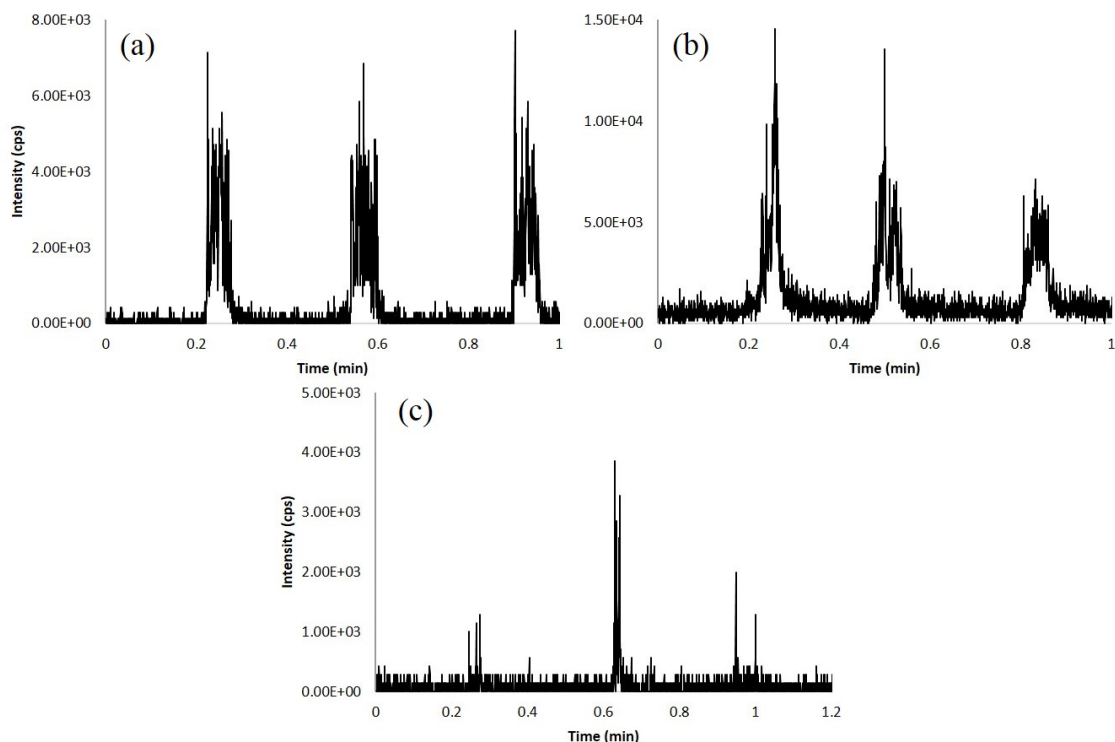 (a)
8.00E+03
6.00E+03
4.00E+03
2.00E+03
0.00E+00
Intensity (cps)
0 0.2 0.4 0.6 0.8 1
Time (min)
(b)
1.50E+04
1.00E+04
5.00E+03
0.00E+00
0 0.2 0.4 0.6 0.8 1
Time (min)
(c)
5.00E+03
4.00E+03
3.00E+03
2.00E+03
1.00E+03
0.00E+00
Intensity (cps)
0 0.2 0.4 0.6 0.8 1 1.2
Time (min)